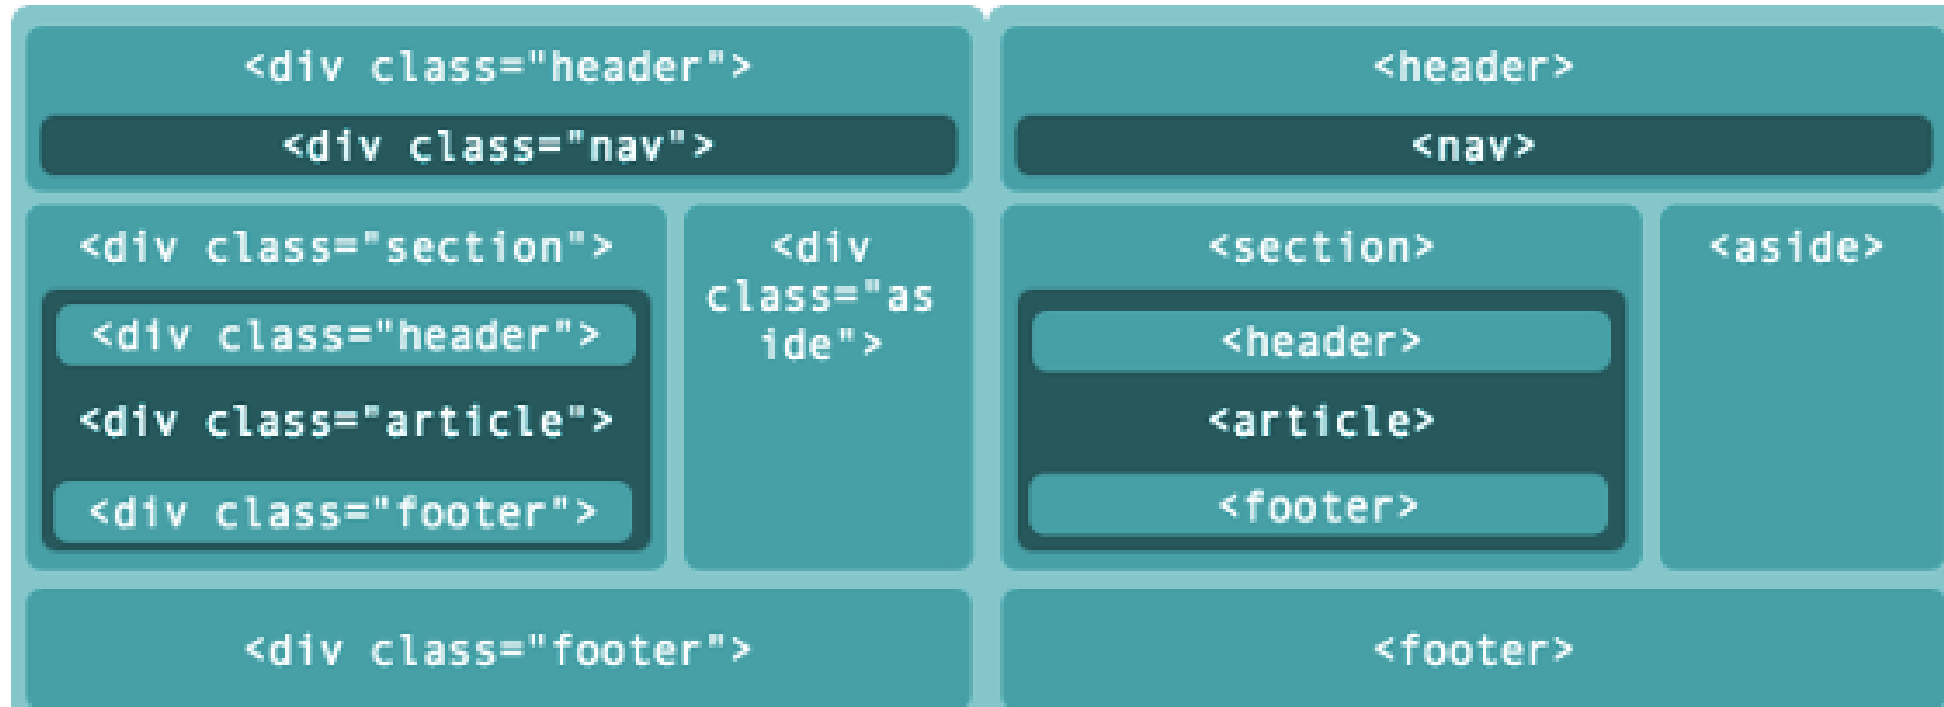 <div class="header">
<div class="nav">
<div class="section">
<div class="header">
<div class="article">
<div class="footer">
<div
class="as
ide">
<div class="footer">
<header>
<nav>
<section>
<header>
<article>
<footer>
<aside>
<footer>